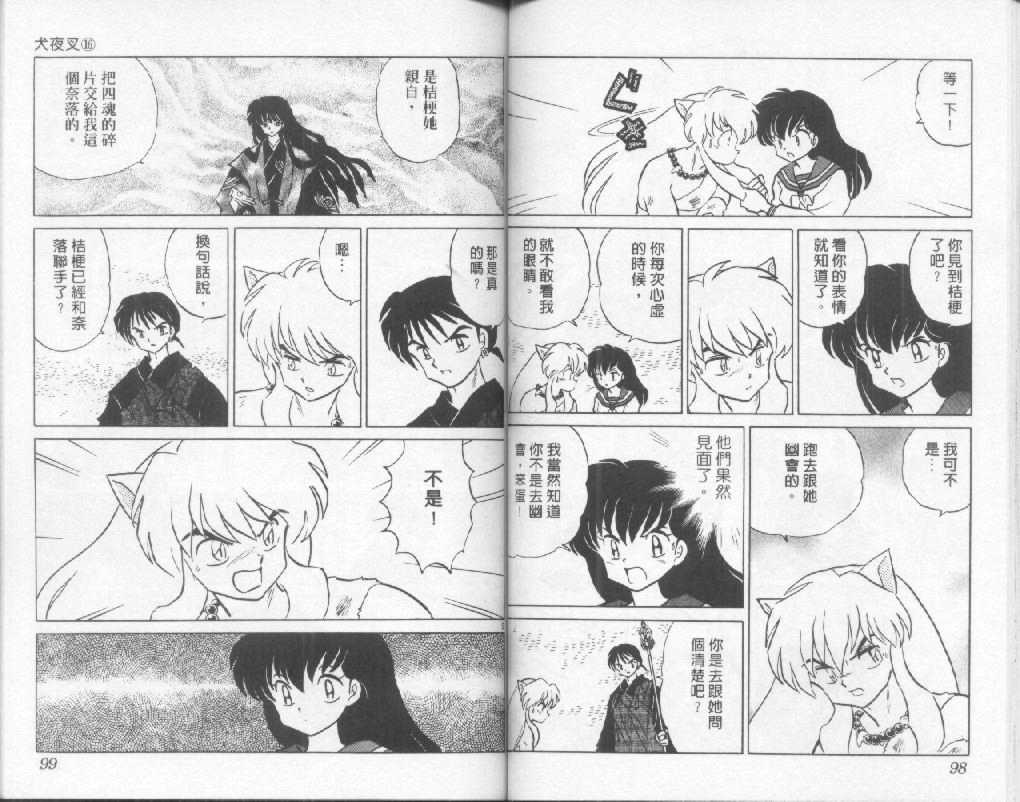 等一下！
ビク
你見到桔梗
了吧？
看你的表情
就知道了。
你每次心虛
的時候，
就不敢看我
的眼睛。
我可不
是…
跑去跟她
幽會的。
他們果然
見面了。
我當然知道
你不是去幽
會，笨蛋！
你是去跟她問
個清楚吧？
98
犬夜叉⑯
是桔梗她
親自，
把四魂的碎
片交給我這
個奈落的。
那是真
的嗎？
嗯…
換句話說，
桔梗已經和奈
落聯手了？
不是！
99